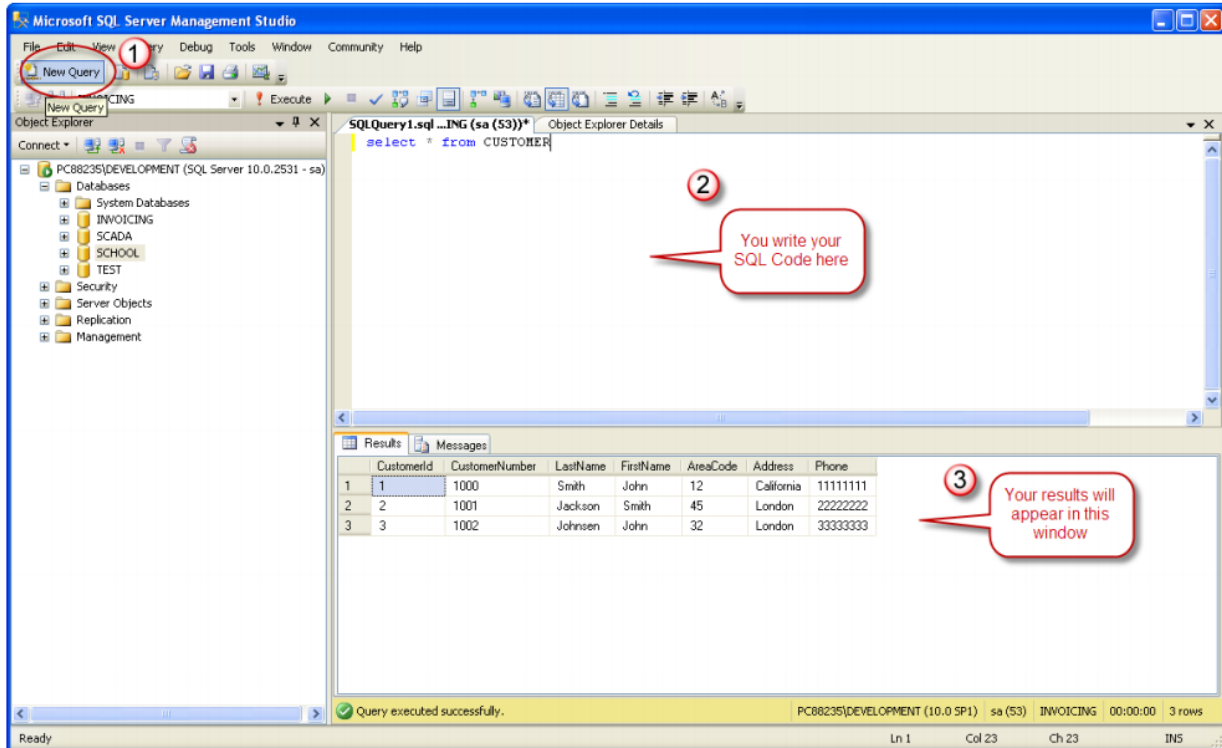 Microsoft SQL Server Management Studio
File Edit View Debug Tools Window Community Help
1
New Query
Execute
New Query
Object Explorer
SQLQuery1.sql ...ING (sa (53))* Object Explorer Details
Connect
select * from CUSTOMER
PC88235\DEVELOPMENT (SQL Server 10.0.2531 - sa)
Databases
System Databases
INVOICING
SCADA
SCHOOL
TEST
Security
Server Objects
Replication
Management
2
You write your
SQL Code here
Results Messages
CustomerId CustomerNumber LastName FirstName AreaCode Address Phone
1 1 1000 Smith John 12 California 11111111
2 2 1001 Jackson Smith 45 London 22222222
3 3 1002 Johnsen John 32 London 33333333
3
Your results will
appear in this
window
Query executed successfully. PC88235\DEVELOPMENT (10.0 SP1) sa (53) INVOICING 00:00:00 3 rows
Ready Ln 1 Col 23 Ch 23 INS